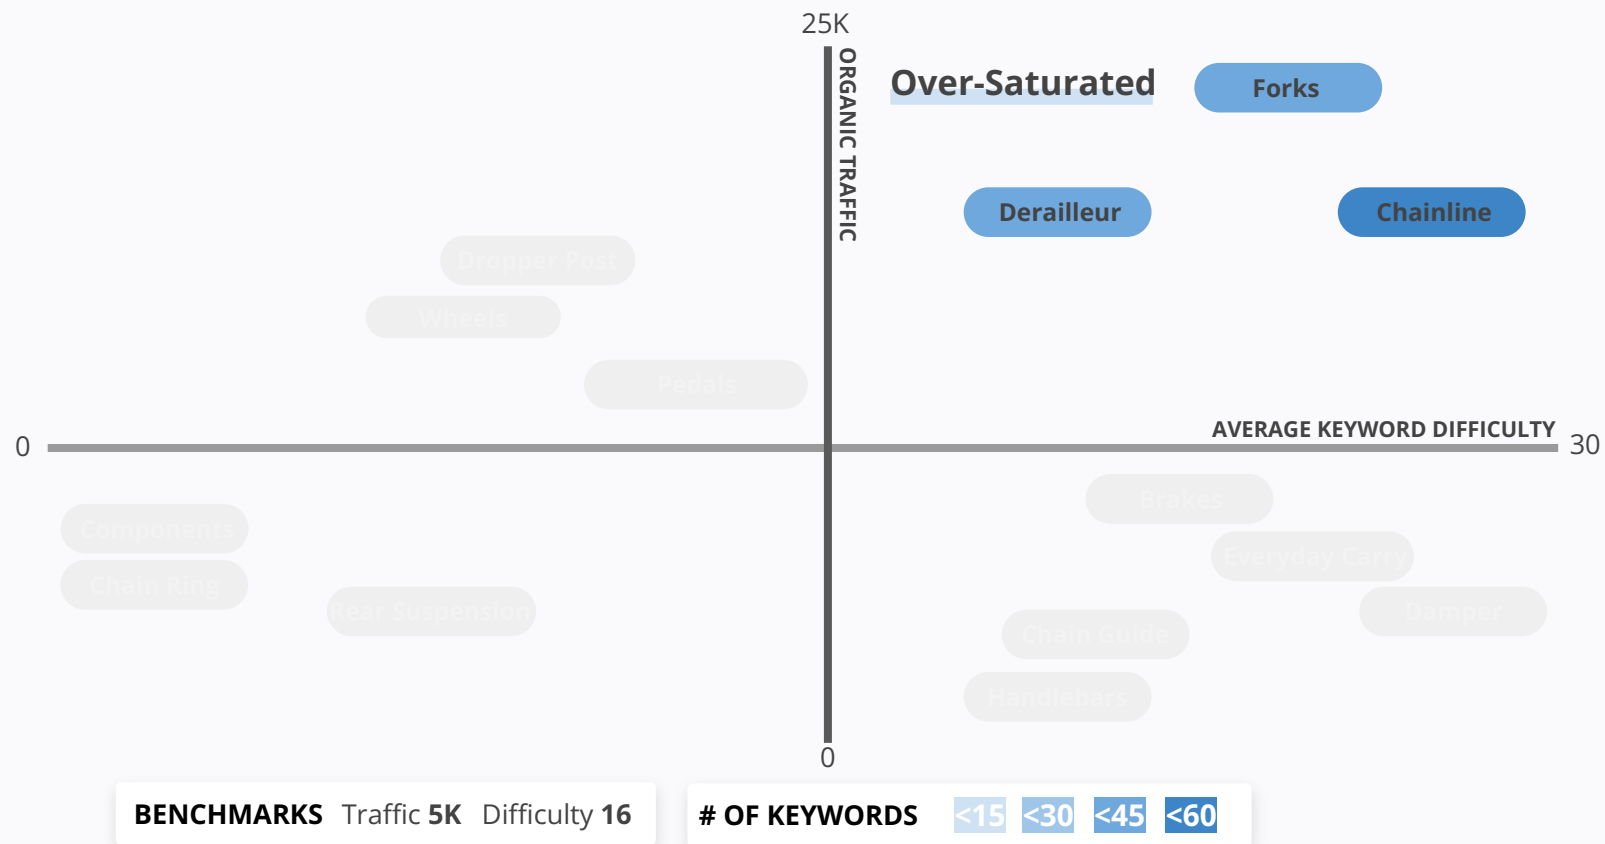 25K
ORGANIC TRAFFIC
Over-Saturated
Forks
Derailleur
Chainline
Dropper Post
Wheels
Pedals
AVERAGE KEYWORD DIFFICULTY
0
30
Brakes
Components
Everyday Carry
Chain Ring
Rear Suspension
Damper
Chain Guide
Handlebars
0
BENCHMARKS Traffic 5K Difficulty 16
# OF KEYWORDS <15 <30 <45 <60